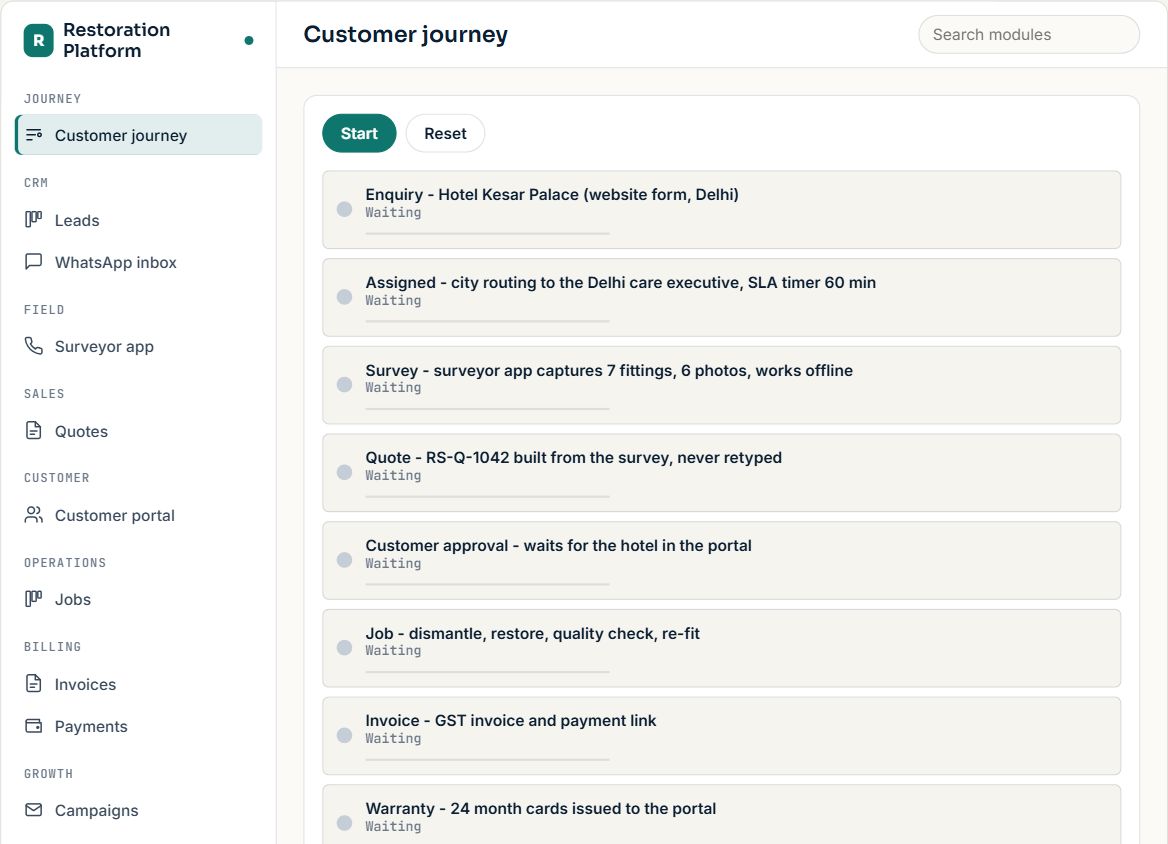 R
Restoration
Platform
JOURNEY
Customer journey
CRM
Leads
WhatsApp inbox
FIELD
Surveyor app
SALES
Quotes
CUSTOMER
Customer portal
OPERATIONS
Jobs
BILLING
Invoices
Payments
GROWTH
Campaigns
Customer journey
Search modules
Start
Reset
Enquiry - Hotel Kesar Palace (website form, Delhi)
Waiting
Assigned - city routing to the Delhi care executive, SLA timer 60 min
Waiting
Survey - surveyor app captures 7 fittings, 6 photos, works offline
Waiting
Quote - RS-Q-1042 built from the survey, never retyped
Waiting
Customer approval - waits for the hotel in the portal
Waiting
Job - dismantle, restore, quality check, re-fit
Waiting
Invoice - GST invoice and payment link
Waiting
Warranty - 24 month cards issued to the portal
Waiting